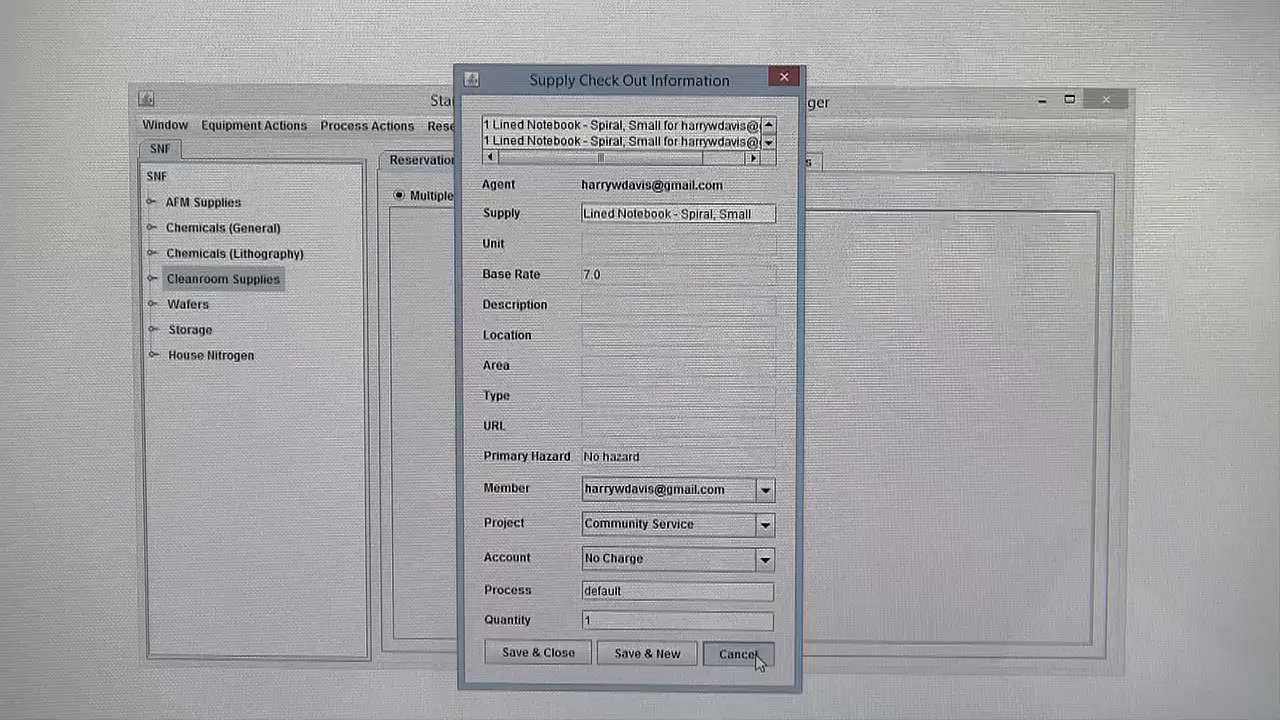 Supply Check Out Information
Sta
ger
Window Equipment Actions Process Actions Rese
SNF
SNF
AFM Supplies
Chemicals (General)
Chemicals (Lithography)
Cleanroom Supplies
Wafers
Storage
House Nitrogen
Reservation
s
Multiple
1 Lined Notebook - Spiral, Small for harrywdavis@
1 Lined Notebook - Spiral, Small for harrywdavis@
Agent harrywdavis@gmail.com
Supply Lined Notebook - Spiral, Small
Unit
Base Rate 7.0
Description
Location
Area
Type
URL
Primary Hazard No hazard
Member harrywdavis@gmail.com
Project Community Service
Account No Charge
Process default
Quantity 1
Save & Close Save & New Cancel